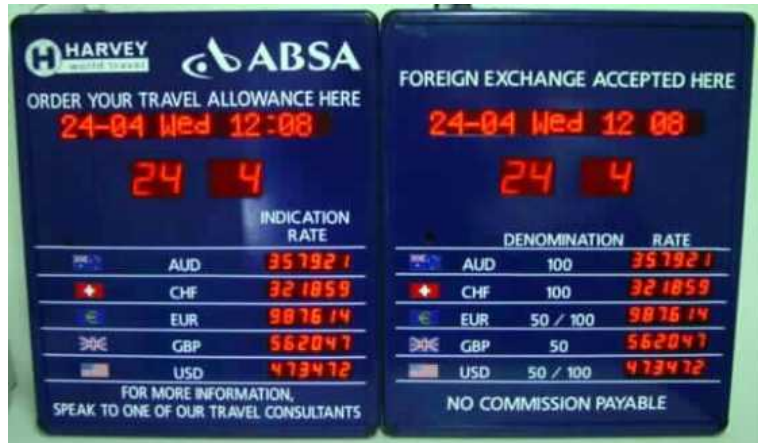 HARVEY
world travel
ABSA
ORDER YOUR TRAVEL ALLOWANCE HERE
24-04 Wed 12:08
24 4
INDICATION
RATE
AUD 357921
CHF 321859
EUR 987614
GBP 562047
USD 473472
FOR MORE INFORMATION,
SPEAK TO ONE OF OUR TRAVEL CONSULTANTS
FOREIGN EXCHANGE ACCEPTED HERE
24-04 Wed 12 08
24 4
DENOMINATION RATE
AUD 100 357921
CHF 100 321859
EUR 50 / 100 987614
GBP 50 562047
USD 50 / 100 473472
NO COMMISSION PAYABLE